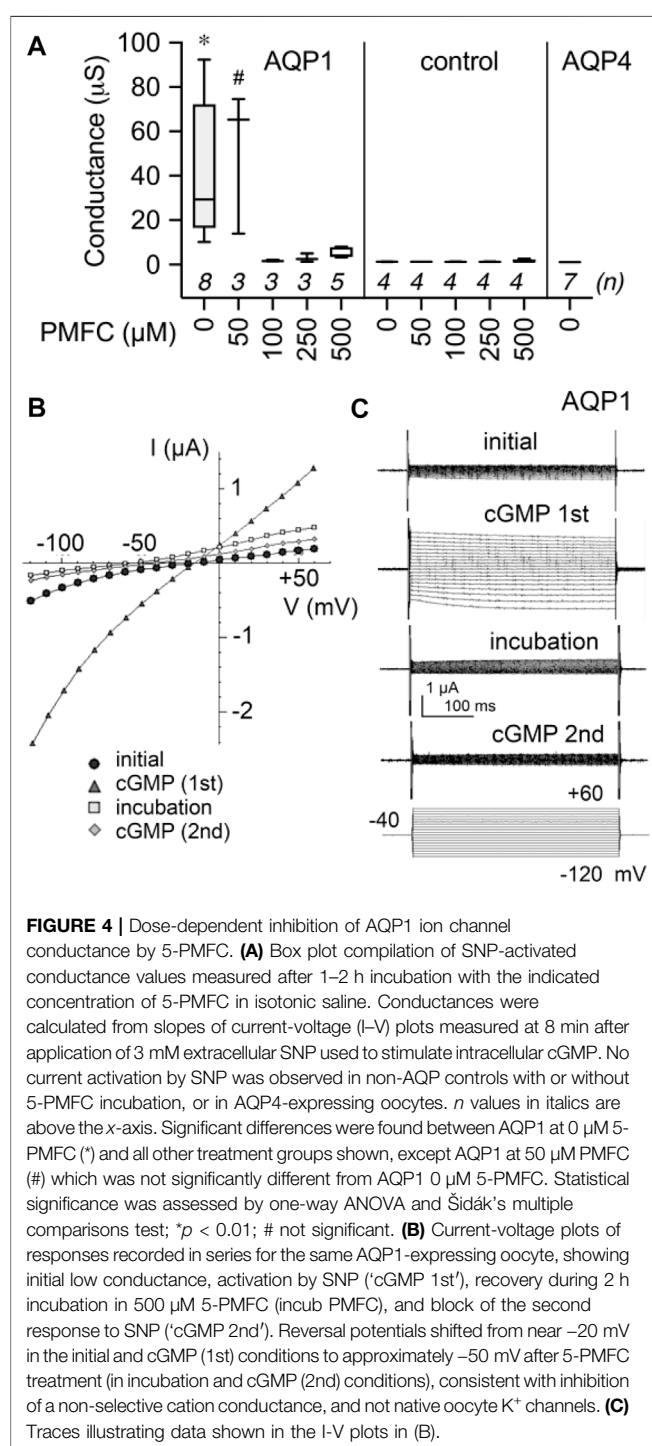 A
Conductance (µS)
100
80
60
40
20
0
*
#
AQP1
control
AQP4
8 3 3 3 5 4 4 4 4 4 7 (n)
PMFC (µM)
0 50 100 250 500 0 50 100 250 500 0
B
I (µA)
1
-100 -50
+50
V (mV)
-1
-2
initial
cGMP (1st)
incubation
cGMP (2nd)
C
AQP1
initial
cGMP 1st
incubation
1 µA
100 ms
cGMP 2nd
+60
-40
-120 mV
FIGURE 4 | Dose-dependent inhibition of AQP1 ion channel
conductance by 5-PMFC. (A) Box plot compilation of SNP-activated
conductance values measured after 1–2 h incubation with the indicated
concentration of 5-PMFC in isotonic saline. Conductances were
calculated from slopes of current-voltage (I–V) plots measured at 8 min after
application of 3 mM extracellular SNP used to stimulate intracellular cGMP. No
current activation by SNP was observed in non-AQP controls with or without
5-PMFC incubation, or in AQP4-expressing oocytes. n values in italics are
above the x-axis. Significant differences were found between AQP1 at 0 µM 5-
PMFC (*) and all other treatment groups shown, except AQP1 at 50 µM PMFC
(#) which was not significantly different from AQP1 0 µM 5-PMFC. Statistical
significance was assessed by one-way ANOVA and Šidák’s multiple
comparisons test; *p < 0.01; # not significant. (B) Current-voltage plots of
responses recorded in series for the same AQP1-expressing oocyte, showing
initial low conductance, activation by SNP (‘cGMP 1st′), recovery during 2 h
incubation in 500 µM 5-PMFC (incub PMFC), and block of the second
response to SNP (‘cGMP 2nd′). Reversal potentials shifted from near −20 mV
in the initial and cGMP (1st) conditions to approximately −50 mV after 5-PMFC
treatment (in incubation and cGMP (2nd) conditions), consistent with inhibition
of a non-selective cation conductance, and not native oocyte K+ channels. (C)
Traces illustrating data shown in the I-V plots in (B).